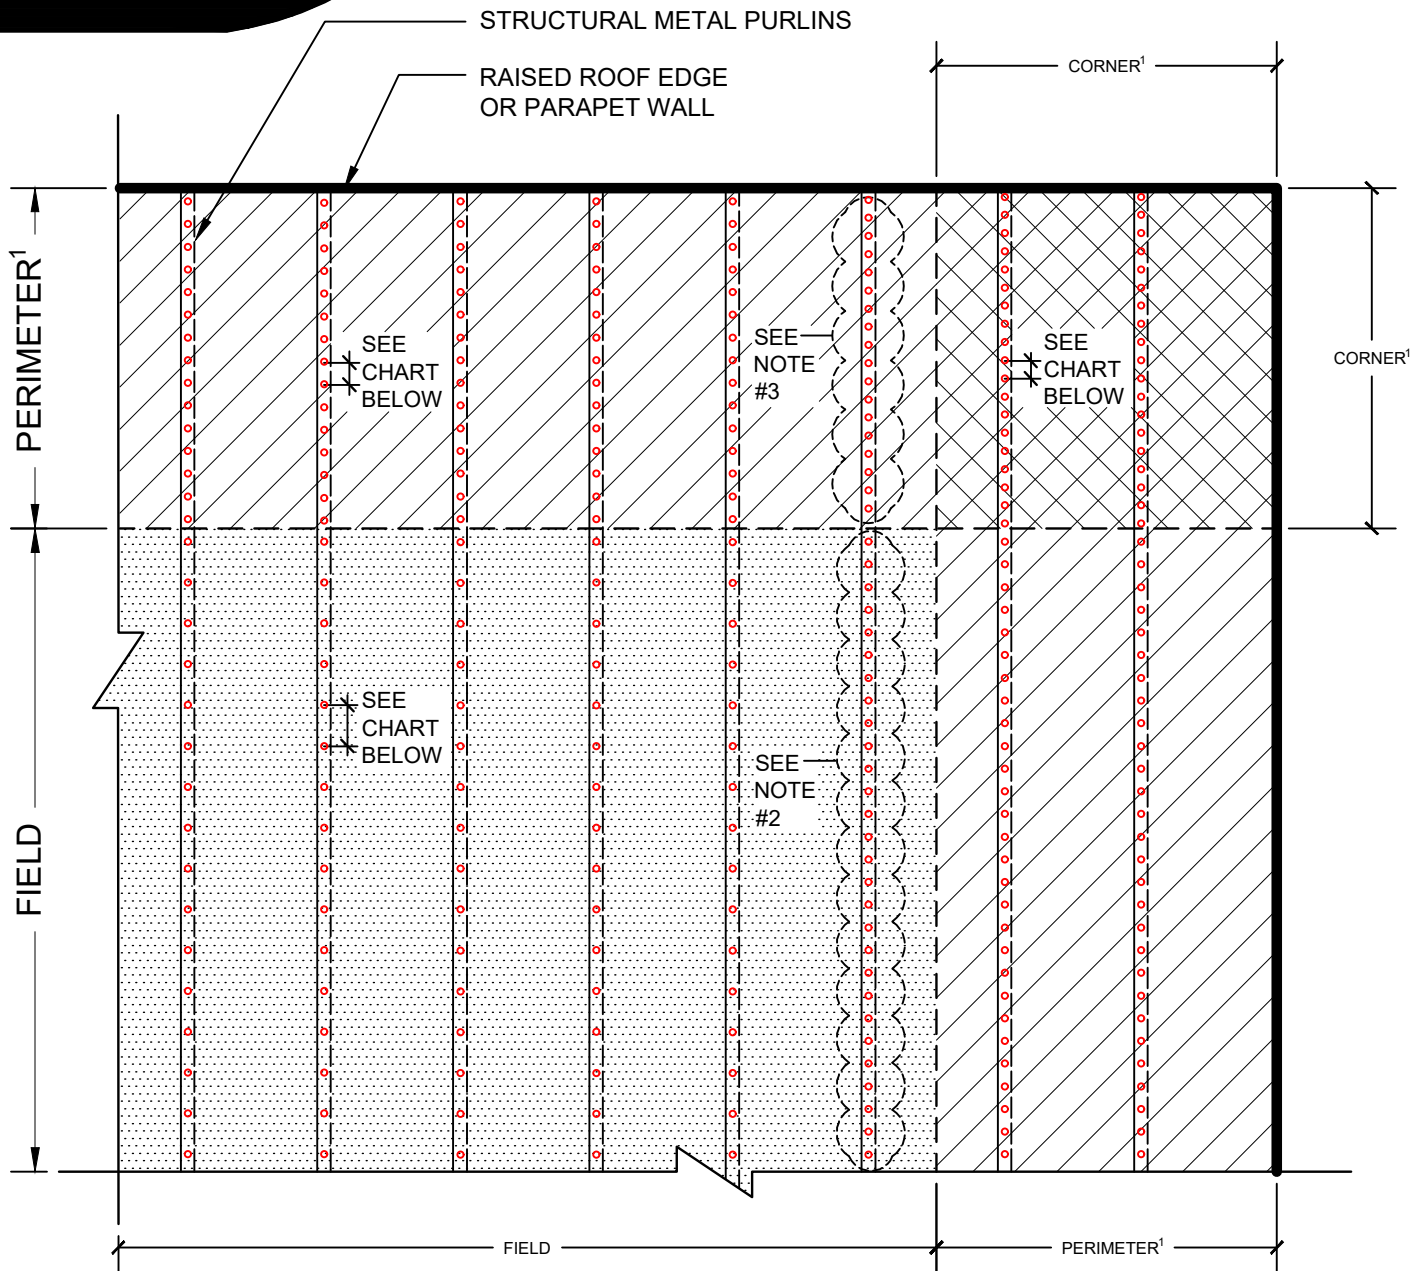 STRUCTURAL METAL PURLINS
RAISED ROOF EDGE
OR PARAPET WALL
CORNER¹
PERIMETER¹
SEE
CHART
BELOW
SEE
NOTE
#3
SEE
CHART
BELOW
CORNER¹
FIELD
SEE
CHART
BELOW
SEE
NOTE
#2
FIELD
PERIMETER¹